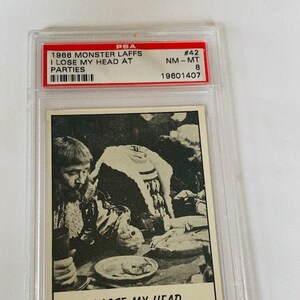 PSA
1966 MONSTER LAFFS #42
I LOSE MY HEAD AT NM-MT
PARTIES 8
19601407
LOSE MY HEAD